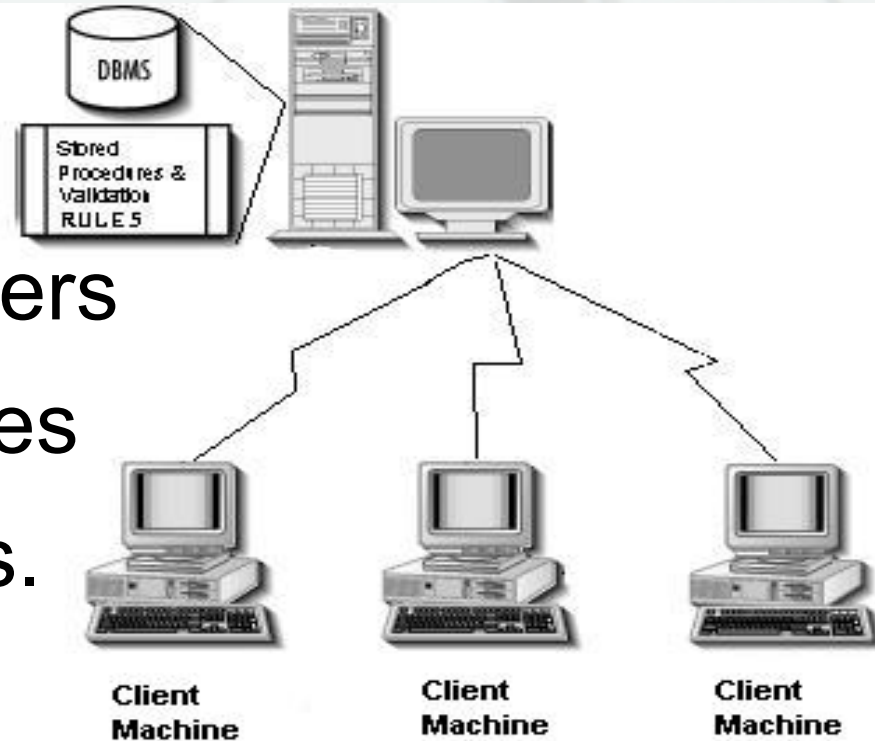 DBMS
Stored
Procedures &
Validation
RULES
ers
es
s.
Client
Machine
Client
Machine
Client
Machine